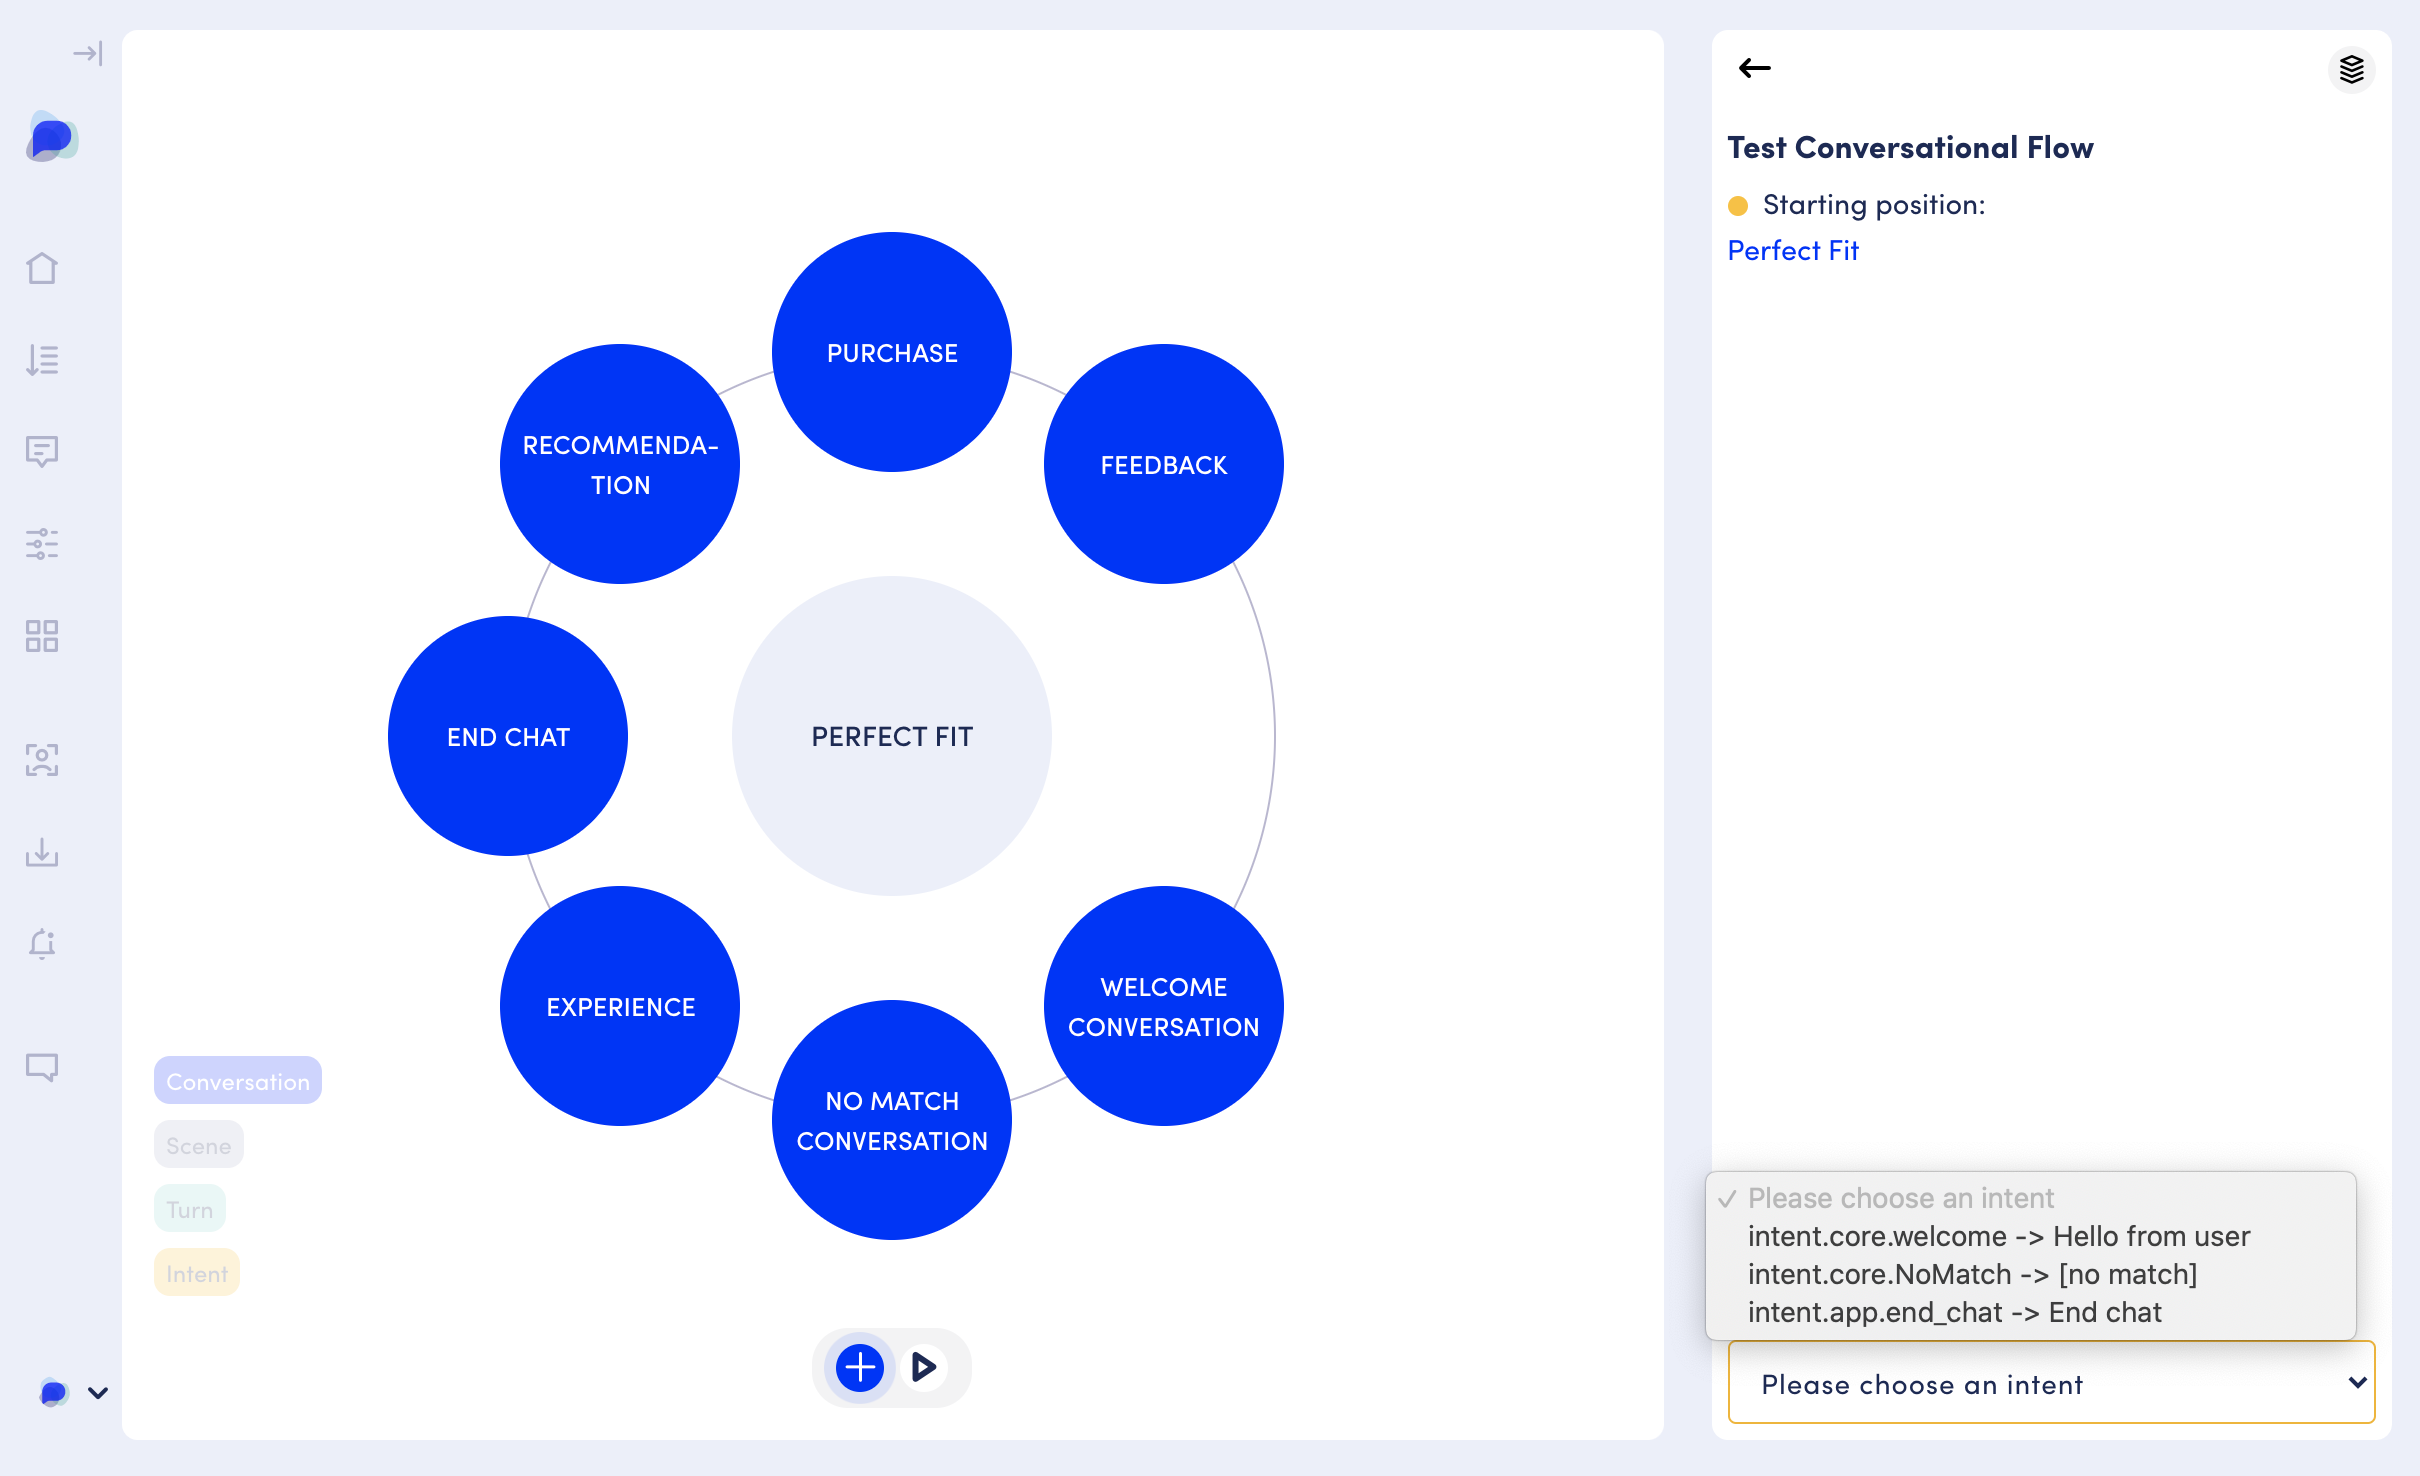 PURCHASE
RECOMMENDA-
TION
FEEDBACK
END CHAT
PERFECT FIT
EXPERIENCE
WELCOME
CONVERSATION
NO MATCH
CONVERSATION
Conversation
Scene
Turn
Intent
Test Conversational Flow
Starting position:
Perfect Fit
Please choose an intent
intent.core.welcome -> Hello from user
intent.core.NoMatch -> [no match]
intent.app.end_chat -> End chat
Please choose an intent